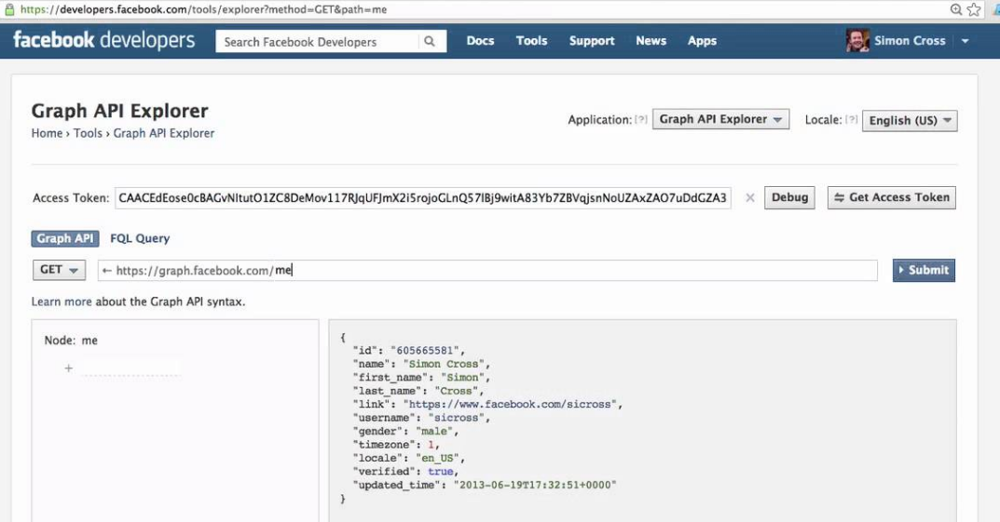 https://developers.facebook.com/tools/explorer?method=GET&path=me
facebook developers Search Facebook Developers Docs Tools Support News Apps Simon Cross
Graph API Explorer
Application: [?] Graph API Explorer Locale: [?] English (US)
Home › Tools › Graph API Explorer
Access Token: CAACEdEose0cBAGvNItutO1ZC8DeMov117RJqUFJmX2i5rojoGLnQ57lBj9witA83Yb7ZBVqjsnNoUZAxZAO7uDdGZA3 × Debug ⇋ Get Access Token
Graph API FQL Query
GET ← https://graph.facebook.com/me Submit
Learn more about the Graph API syntax.
Node: me
+
{
"id": "605665581",
"name": "Simon Cross",
"first_name": "Simon",
"last_name": "Cross",
"link": "https://www.facebook.com/sicross",
"username": "sicross",
"gender": "male",
"timezone": 1,
"locale": "en_US",
"verified": true,
"updated_time": "2013-06-19T17:32:51+0000"
}